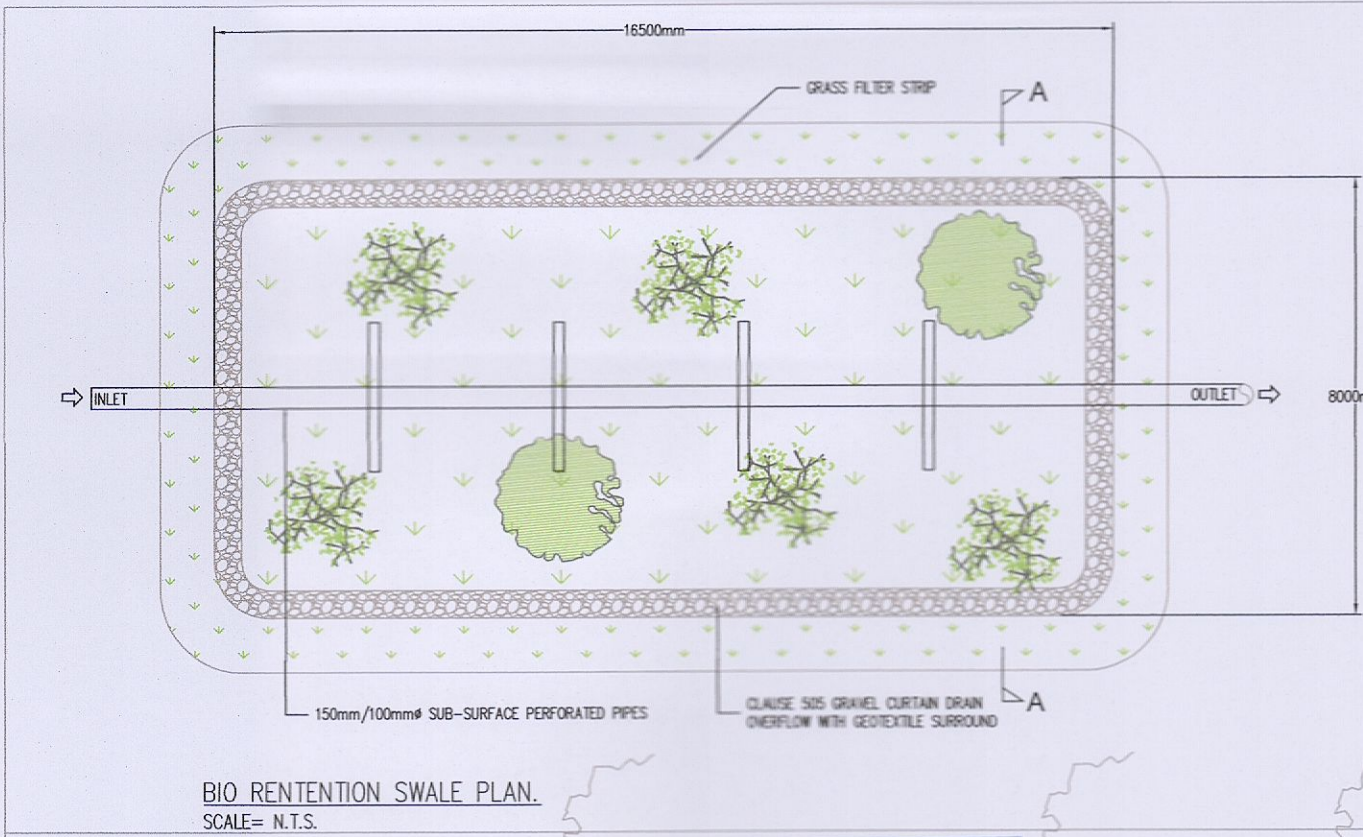 16500mm
GRASS FILTER STRIP
A
INLET
OUTLET
8000
150mm/100mmø SUB-SURFACE PERFORATED PIPES
CLAUSE 505 GRAVEL CURTAIN DRAIN
OVERFLOW WITH GEOTEXTILE SURROUND
A
BIO RENTENTION SWALE PLAN.
SCALE= N.T.S.